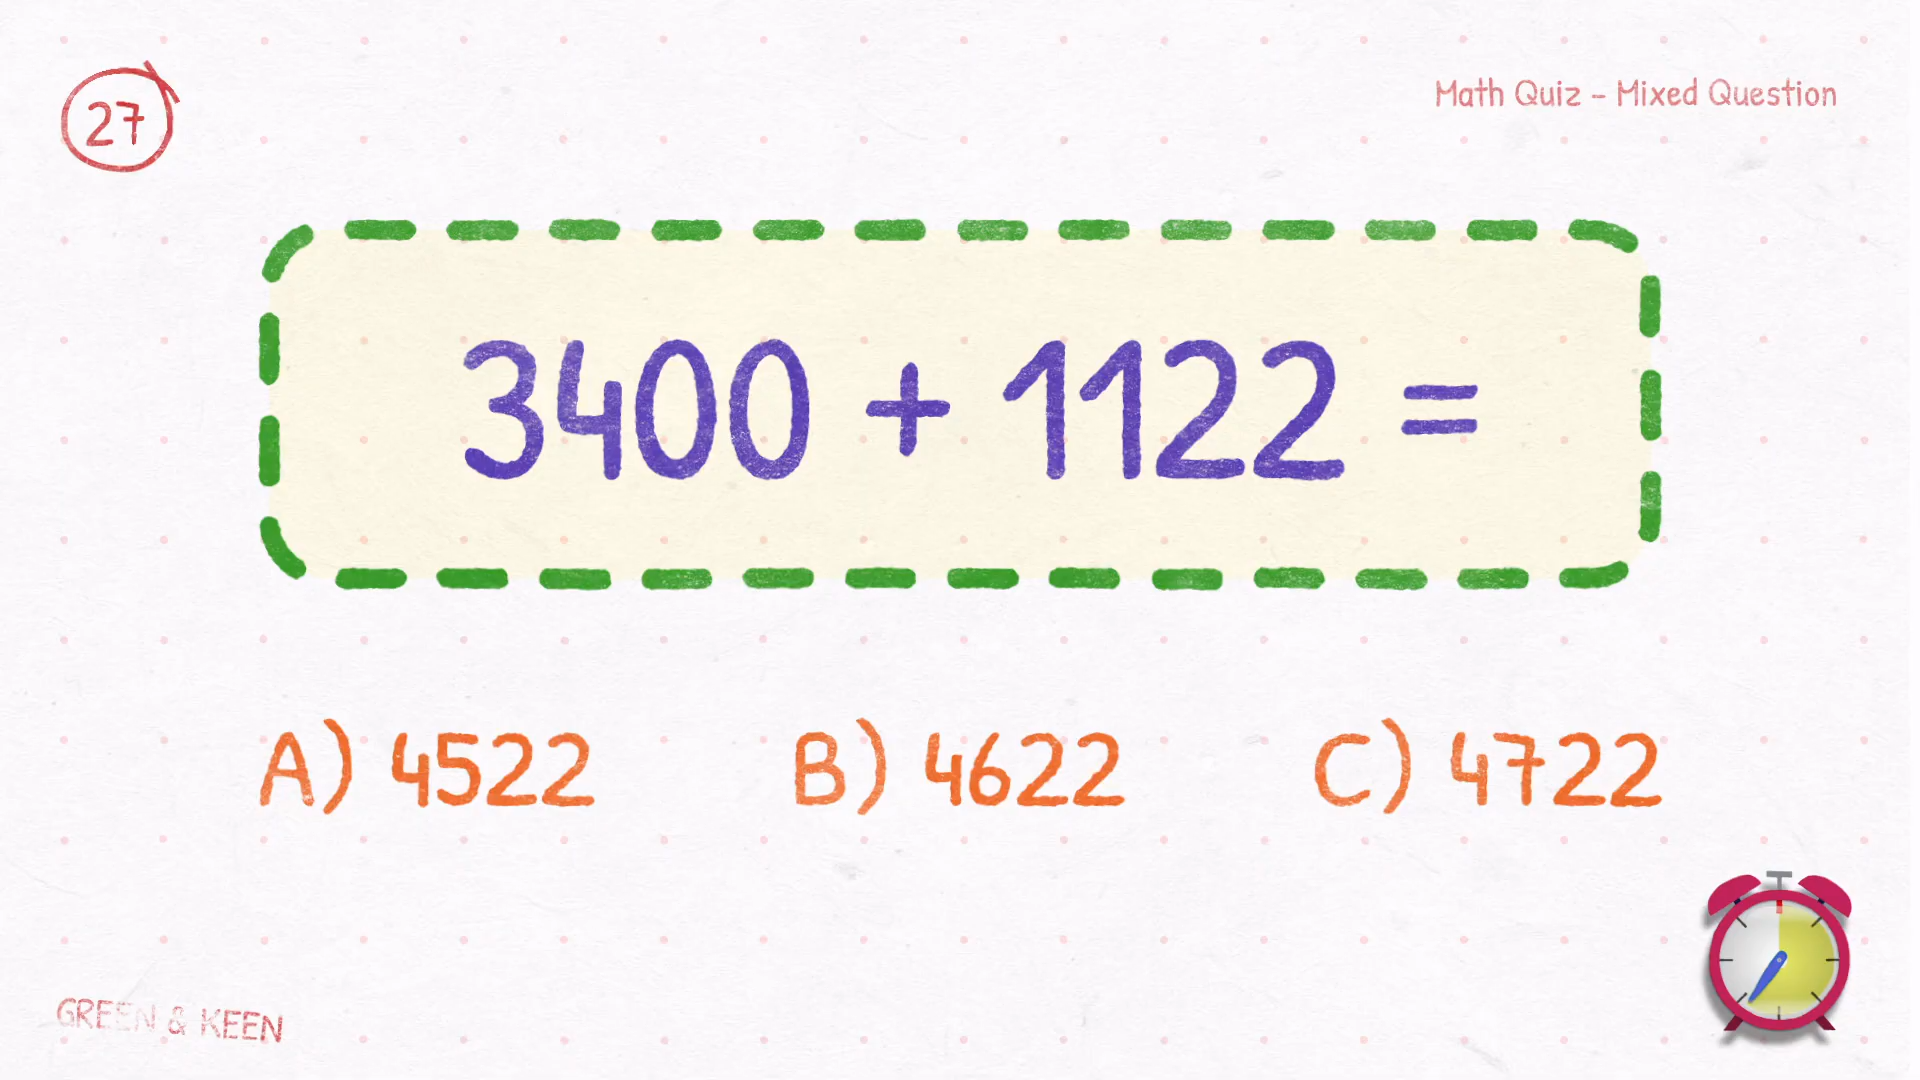 27
Math Quiz - Mixed Question
3400 + 1122 =
A) 4522 B) 4622 C) 4722
GREEN & KEEN